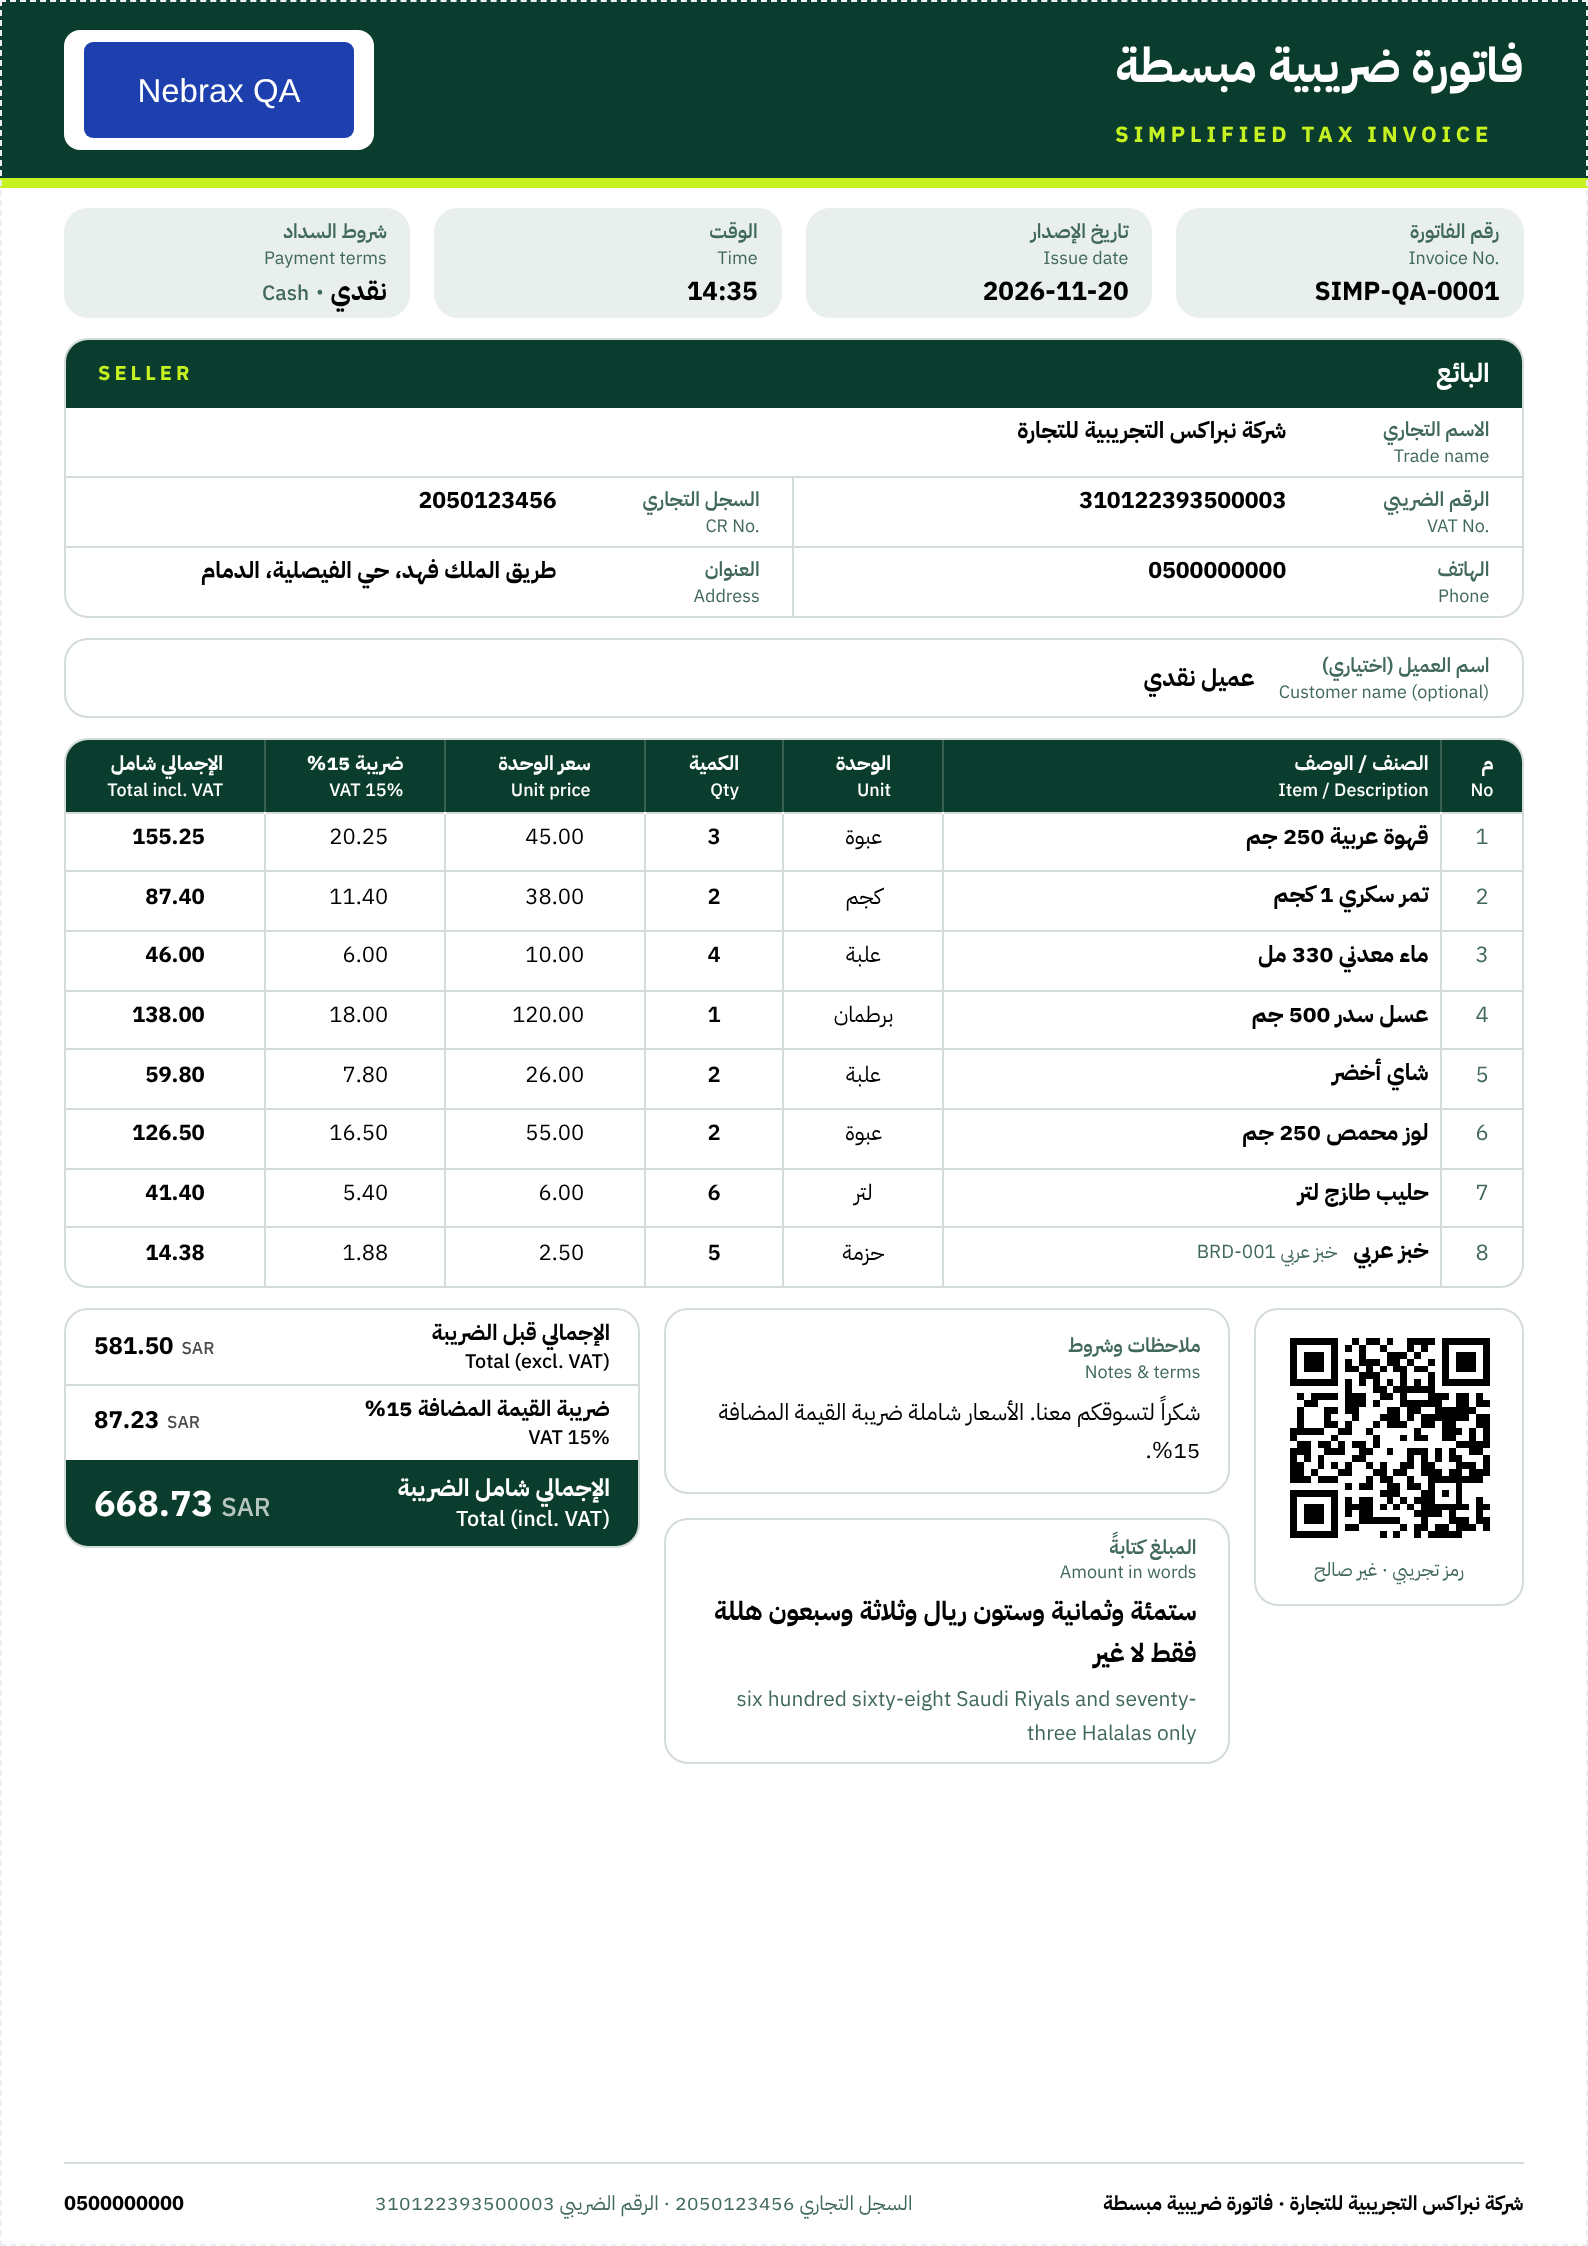 فاتورة ضريبية مبسطة
SIMPLIFIED TAX INVOICE
Nebrax QA
رقم الفاتورة
Invoice No.
SIMP-QA-0001
تاريخ الإصدار
Issue date
2026-11-20
الوقت
Time
14:35
شروط السداد
Payment terms
نقدي • Cash
البائع SELLER
الاسم التجاري شركة نبراكس التجريبية للتجارة
Trade name
الرقم الضريبي 310122393500003 السجل التجاري 2050123456
VAT No. CR No.
الهاتف 0500000000 العنوان طريق الملك فهد، حي الفيصلية، الدمام
Phone Address
اسم العميل (اختياري) عميل نقدي
Customer name (optional)
م الصنف / الوصف الوحدة الكمية سعر الوحدة ضريبة 15% الإجمالي شامل
No Item / Description Unit Qty Unit price VAT 15% Total incl. VAT
1 قهوة عربية 250 جم عبوة 3 45.00 20.25 155.25
2 تمر سكري 1 كجم كجم 2 38.00 11.40 87.40
3 ماء معدني 330 مل علبة 4 10.00 6.00 46.00
4 عسل سدر 500 جم برطمان 1 120.00 18.00 138.00
5 شاي أخضر علبة 2 26.00 7.80 59.80
6 لوز محمص 250 جم عبوة 2 55.00 16.50 126.50
7 حليب طازج لتر لتر 6 6.00 5.40 41.40
8 خبز عربي خبز عربي BRD-001 حزمة 5 2.50 1.88 14.38
رمز تجريبي · غير صالح
ملاحظات وشروط
Notes & terms
شكراً لتسوقكم معنا. الأسعار شاملة ضريبة القيمة المضافة
15%.
المبلغ كتابةً
Amount in words
ستمئة وثمانية وستون ريال وثلاثة وسبعون هللة
فقط لا غير
six hundred sixty-eight Saudi Riyals and seventy-
three Halalas only
الإجمالي قبل الضريبة
Total (excl. VAT)
581.50 SAR
ضريبة القيمة المضافة 15%
VAT 15%
87.23 SAR
الإجمالي شامل الضريبة
Total (incl. VAT)
668.73 SAR
شركة نبراكس التجريبية للتجارة · فاتورة ضريبية مبسطة
السجل التجاري 2050123456 · الرقم الضريبي 310122393500003
0500000000